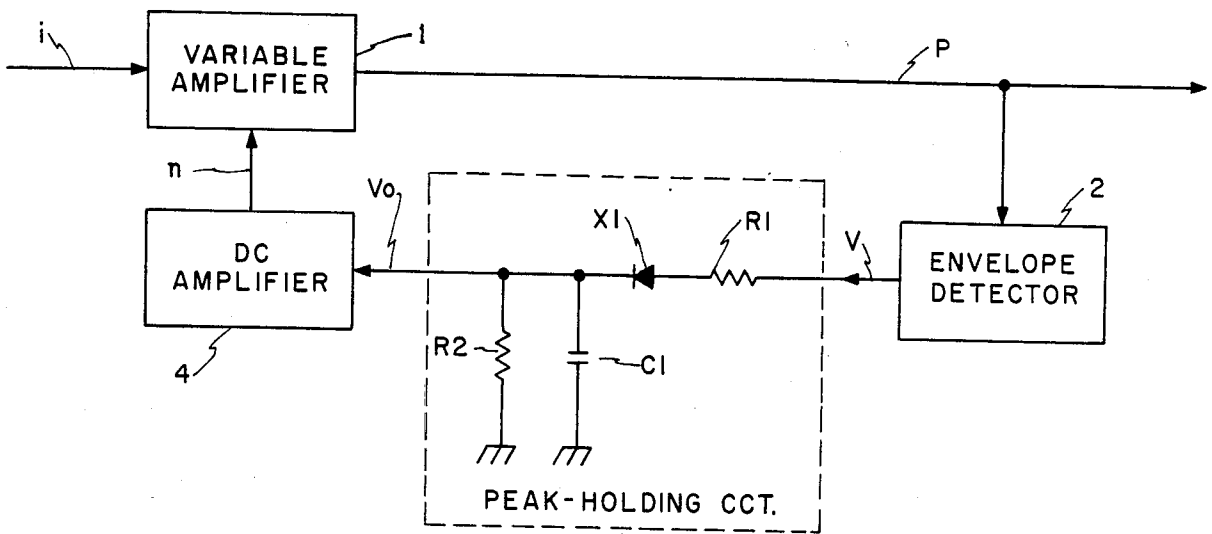 i
VARIABLE
AMPLIFIER
1
P
n
Vo
X1
R1
V
2
DC
AMPLIFIER
ENVELOPE
DETECTOR
R2
C1
4
PEAK-HOLDING CCT.